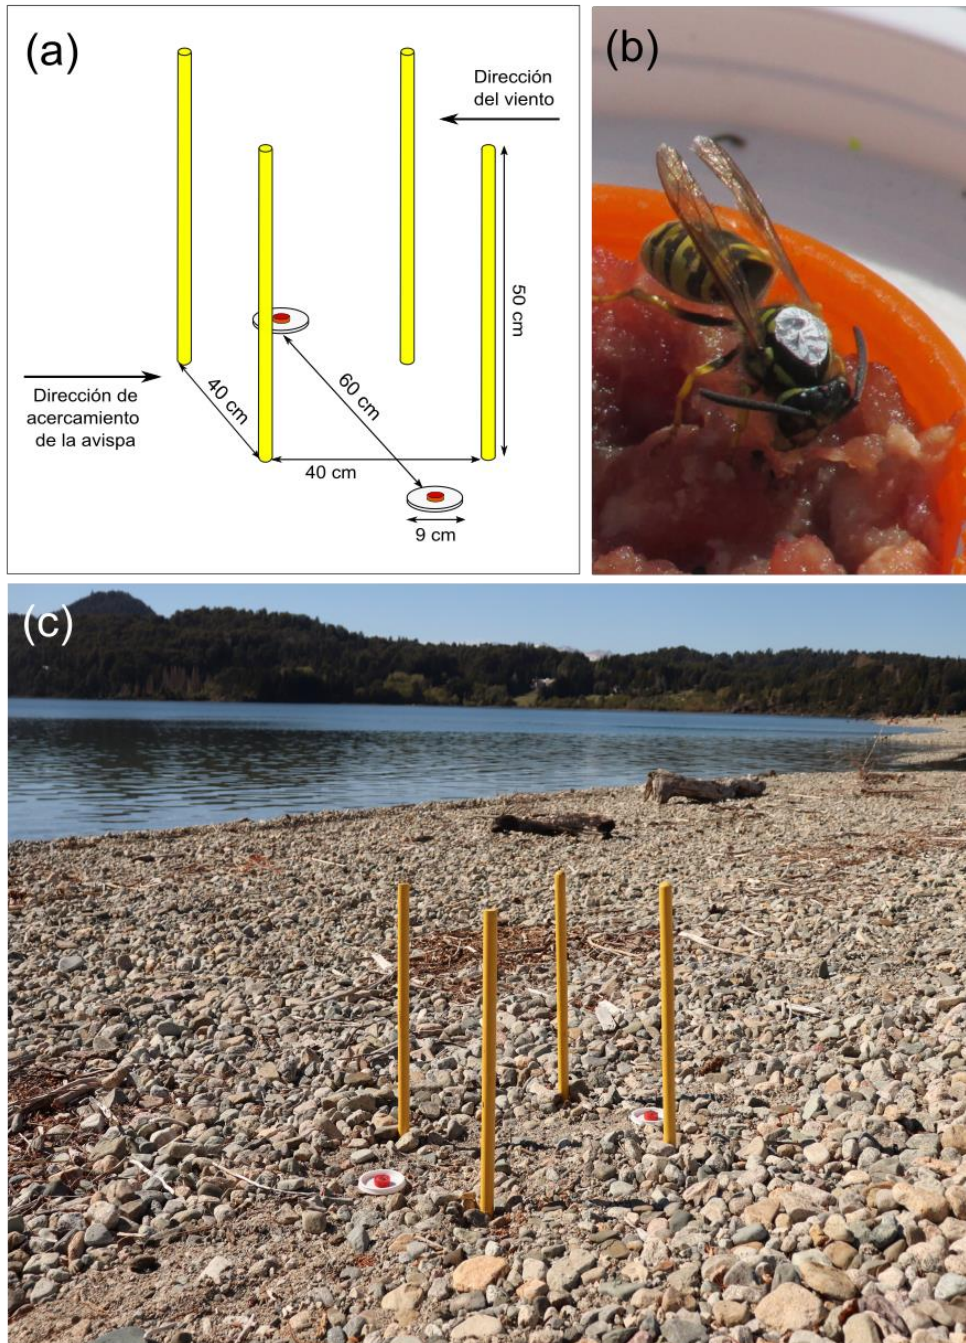 (a)
Dirección
del viento
50 cm
60 cm
40 cm
Dirección de
acercamiento
de la avispa
40 cm
9 cm
(b)
(c)